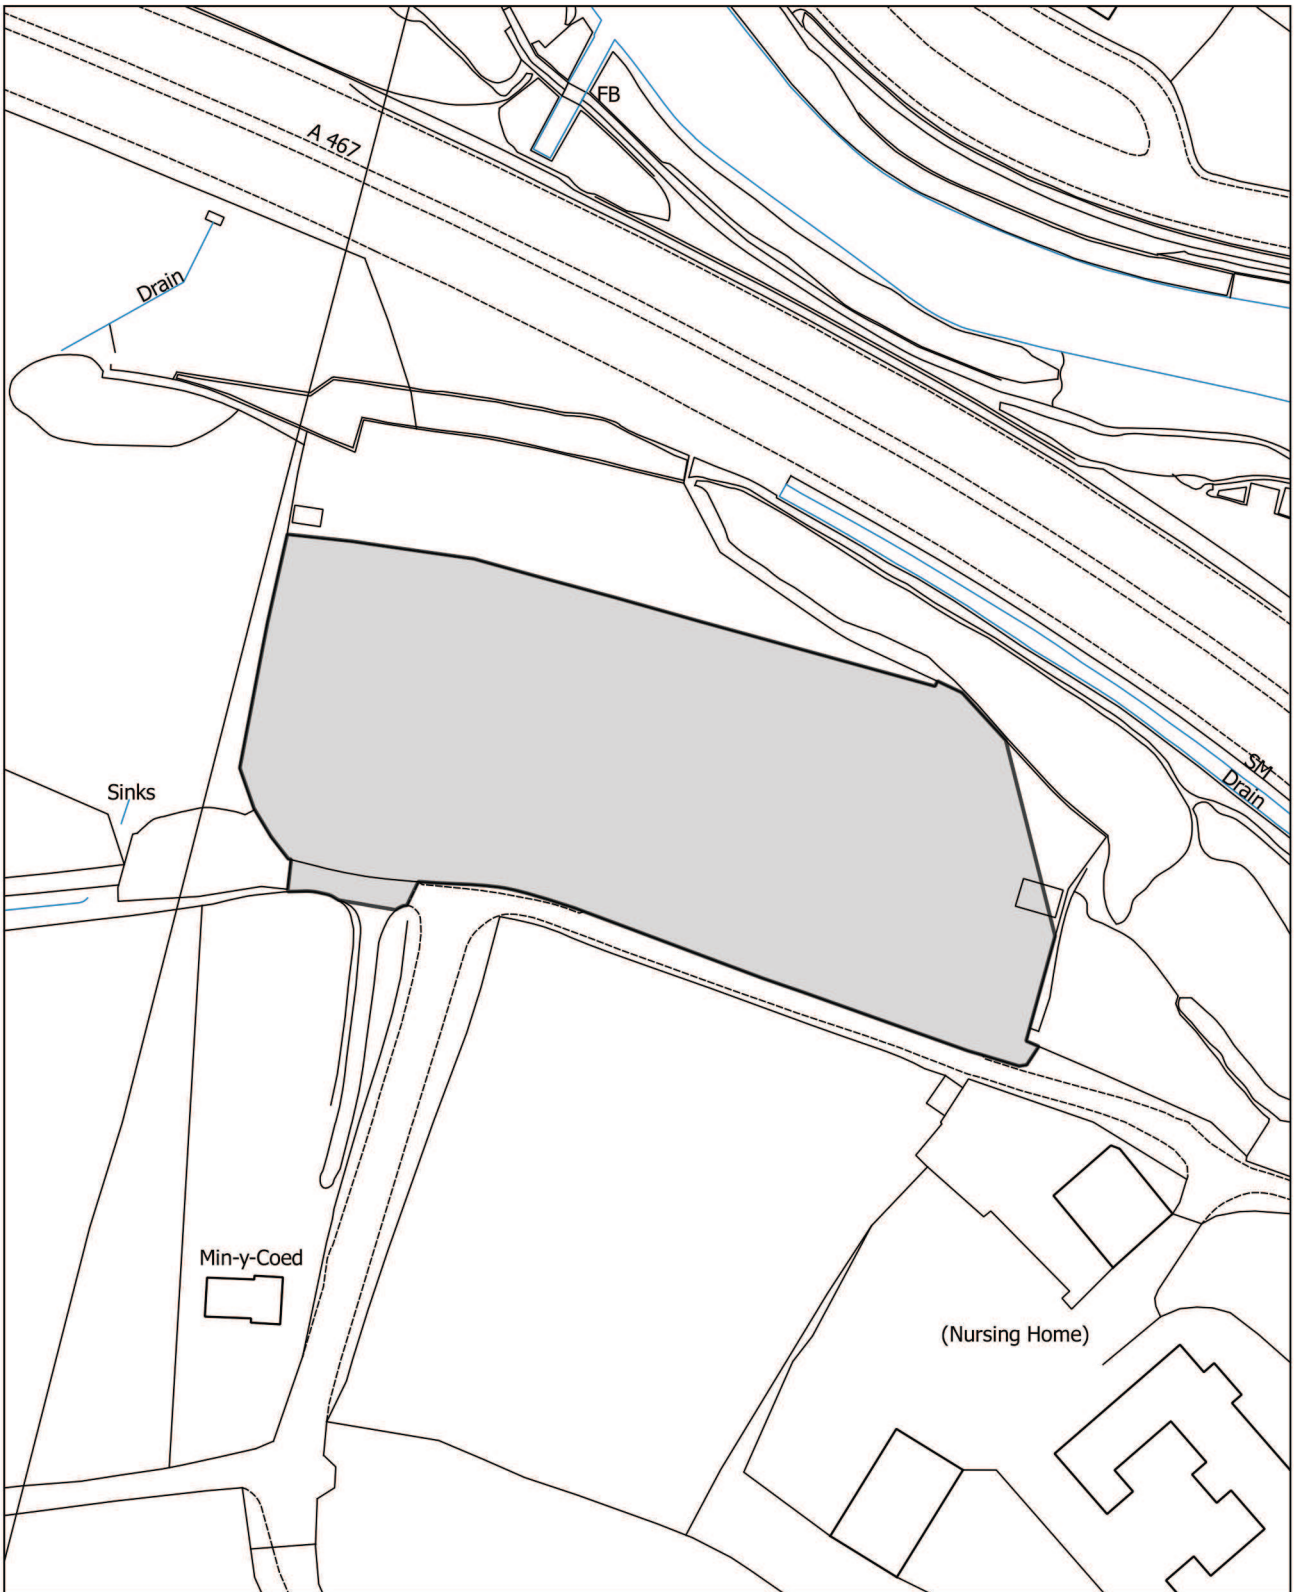 FB
A 467
Drain
SM
Drain
Sinks
Min-y-Coed
(Nursing Home)